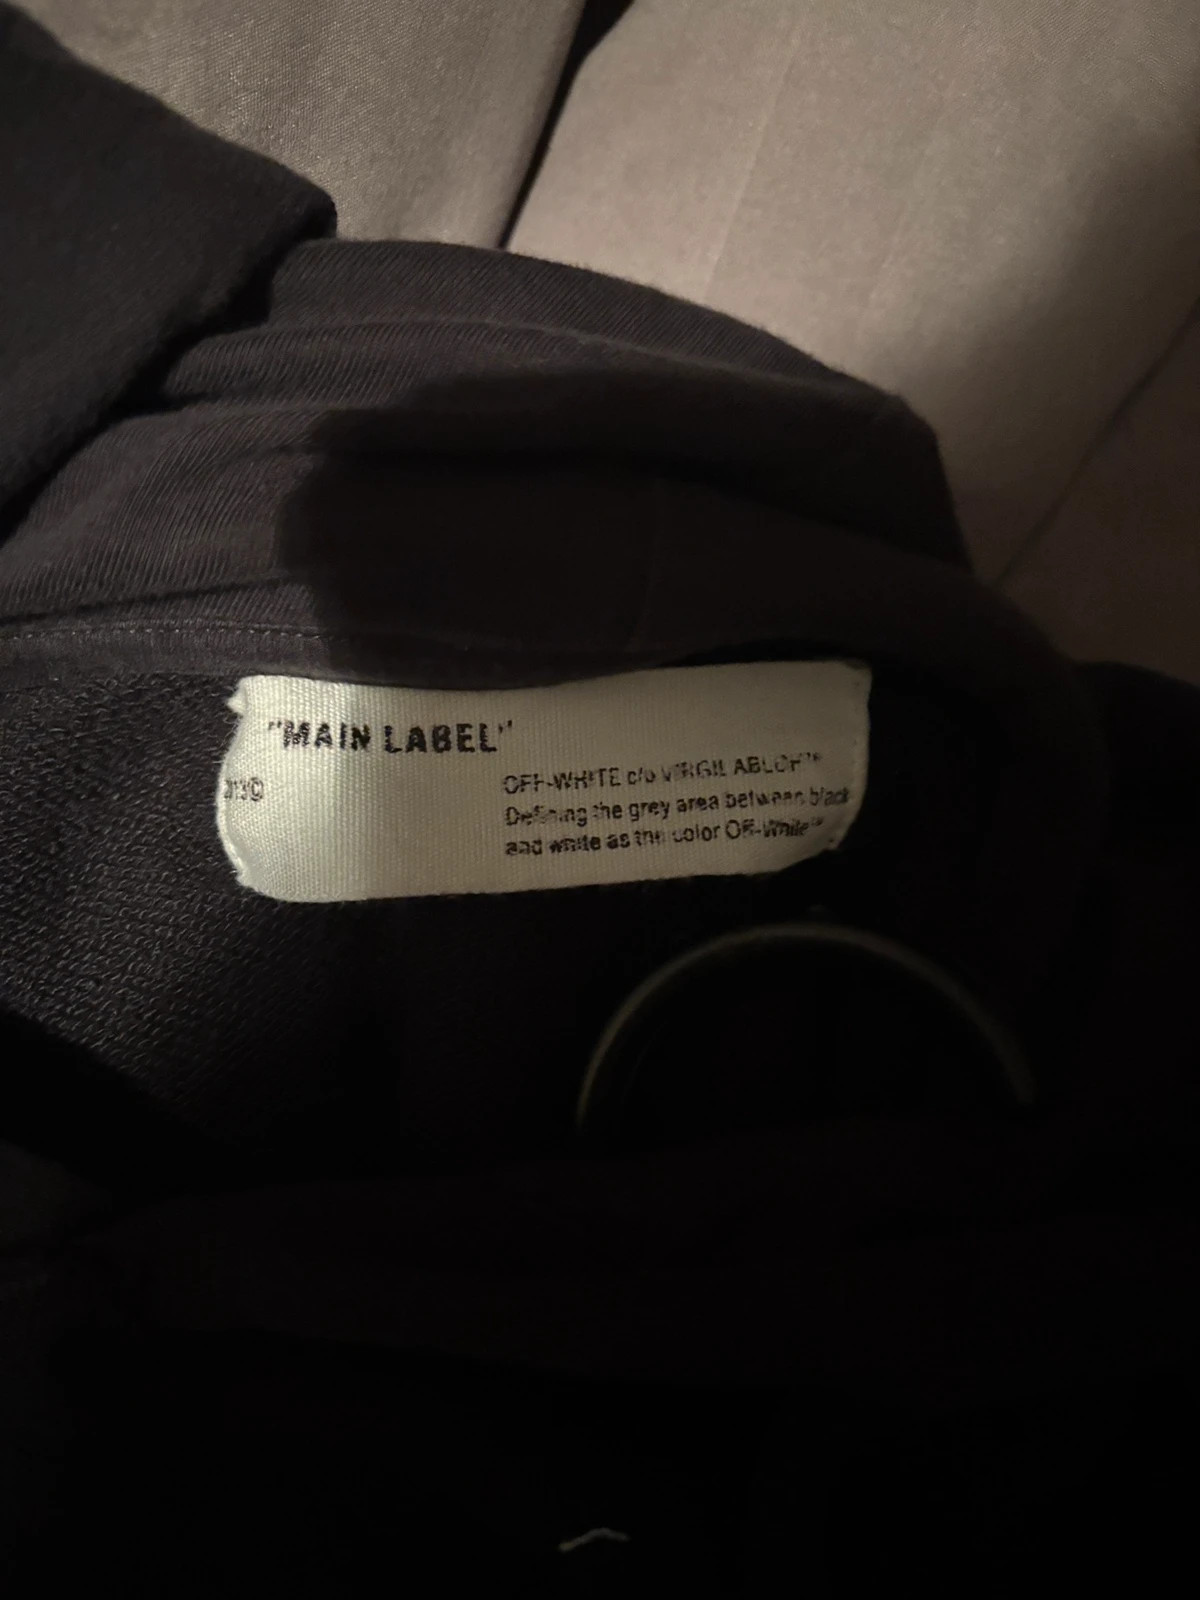 "MAIN LABEL"
2013©
OFF-WHITE c/o VIRGIL ABLOH™
Defining the grey area between black
and white as the color Off-White™